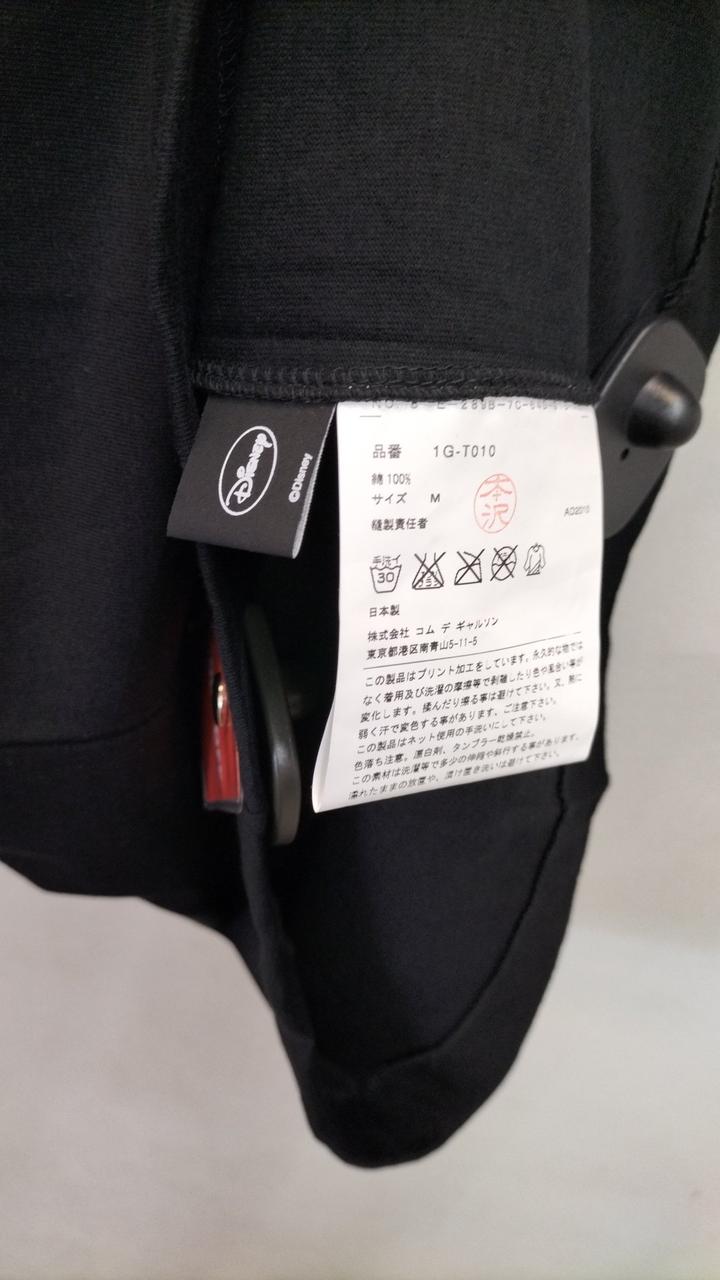 Disney
©Disney
品番 1G-T010
綿 100%
サイズ M
本沢
縫製責任者
AD2010
手洗イ
30
日本製
株式会社 コム デ ギャルソン
東京都港区南青山5-11-5
この製品はプリント加工をしています。永久的な物では
なく着用及び洗濯の摩擦等で剥離したり色や風合い等が
変化します。揉んだり擦る事は避けて下さい。又、熱に
弱く汗で変色する事があります、ご注意下さい。
この製品はネット使用の手洗いにして下さい。
色落ち注意。漂白剤、タンブラー乾燥禁止。
この素材は洗濯等で多少の伸縮や斜行する事があります。
濡れたままの放置や、漬け置き洗いは避けて下さい。